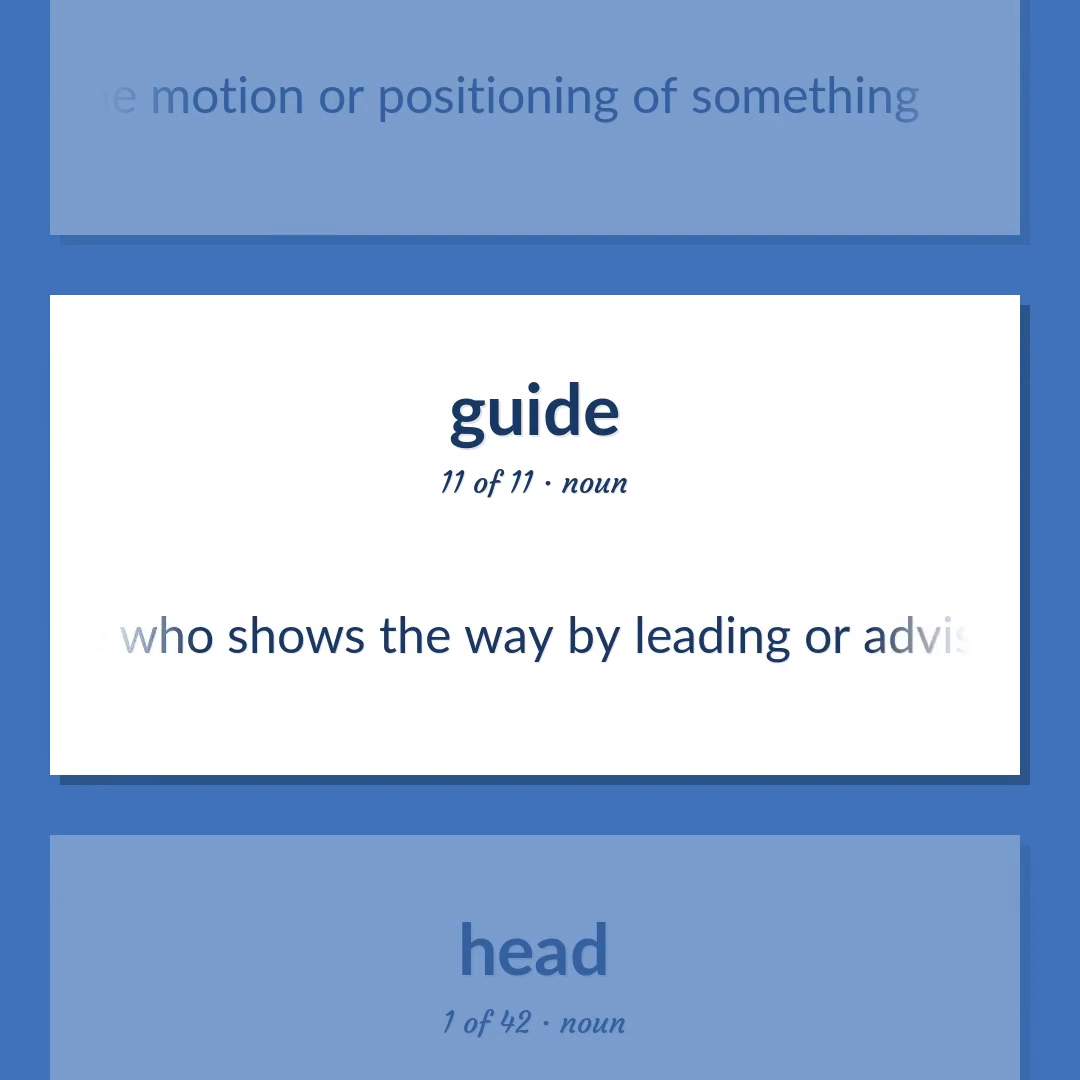 motion or positioning of something
guide
11 of 11 · noun
who shows the way by leading or
head
1 of 42 · noun